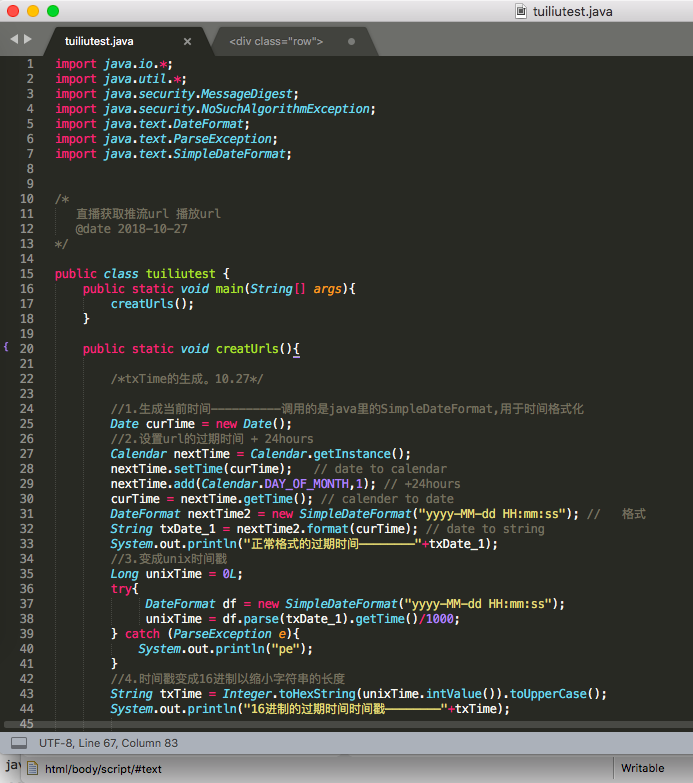 tuiliutest.java
tuiliutest.java × <div class="row">
1 import java.io.*;
2 import java.util.*;
3 import java.security.MessageDigest;
4 import java.security.NoSuchAlgorithmException;
5 import java.text.DateFormat;
6 import java.text.ParseException;
7 import java.text.SimpleDateFormat;
8
9
10 /*
11 直播获取推流url 播放url
12 @date 2018-10-27
13 */
14
15 public class tuiliutest {
16 public static void main(String[] args){
17 creatUrls();
18 }
19
{ 20 public static void creatUrls(){
21
22 /*txTime的生成。10.27*/
23
24 //1.生成当前时间——————————调用的是java里的SimpleDateFormat,用于时间格式化
25 Date curTime = new Date();
26 //2.设置url的过期时间 + 24hours
27 Calendar nextTime = Calendar.getInstance();
28 nextTime.setTime(curTime); // date to calendar
29 nextTime.add(Calendar.DAY_OF_MONTH,1); // +24hours
30 curTime = nextTime.getTime(); // calender to date
31 DateFormat nextTime2 = new SimpleDateFormat("yyyy-MM-dd HH:mm:ss"); // 格式
32 String txDate_1 = nextTime2.format(curTime); // date to string
33 System.out.println("正常格式的过期时间————————"+txDate_1);
34 //3.变成unix时间戳
35 Long unixTime = 0L;
36 try{
37 DateFormat df = new SimpleDateFormat("yyyy-MM-dd HH:mm:ss");
38 unixTime = df.parse(txDate_1).getTime()/1000;
39 } catch (ParseException e){
40 System.out.println("pe");
41 }
42 //4.时间戳变成16进制以缩小字符串的长度
43 String txTime = Integer.toHexString(unixTime.intValue()).toUpperCase();
44 System.out.println("16进制的过期时间时间戳————————"+txTime);
45
UTF-8, Line 67, Column 83
jav html/body/script/#text Writable